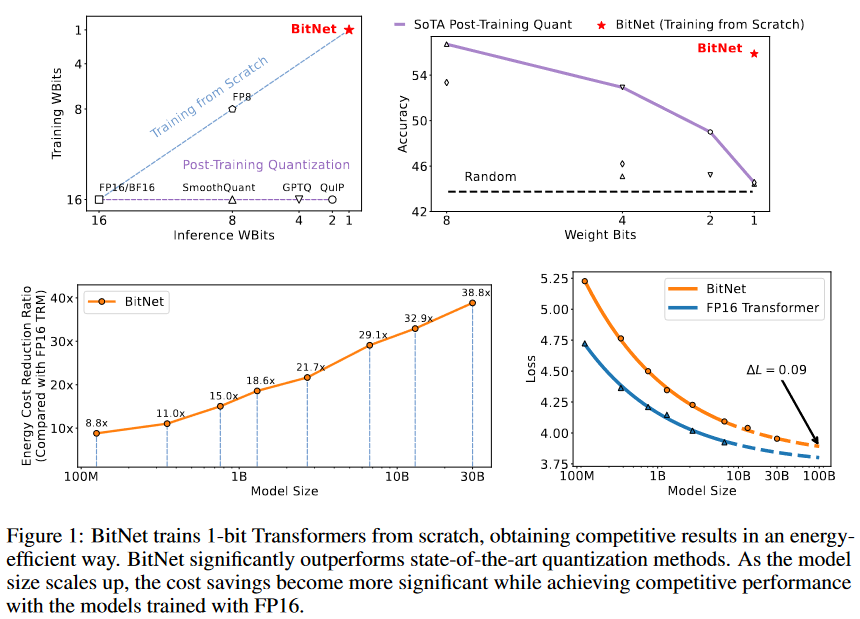 BitNet
1
4
8
16
Training WBits
Training from Scratch
FP8
Post-Training Quantization
FP16/BF16
SmoothQuant
GPTQ
QuIP
16
8
4
2
1
Inference WBits
SoTA Post-Training Quant
BitNet (Training from Scratch)
BitNet
54
50
46
42
Accuracy
Random
8
4
2
1
Weight Bits
BitNet
40x
30x
20x
10x
Energy Cost Reduction Ratio
(Compared with FP16 TRM)
8.8x
11.0x
15.0x
18.6x
21.7x
29.1x
32.9x
38.8x
100M
1B
10B
30B
Model Size
5.25
5.00
4.75
4.50
4.25
4.00
3.75
Loss
BitNet
FP16 Transformer
ΔL = 0.09
100M
1B
10B
30B
100B
Model Size
Figure 1: BitNet trains 1-bit Transformers from scratch, obtaining competitive results in an energy-
efficient way. BitNet significantly outperforms state-of-the-art quantization methods. As the model
size scales up, the cost savings become more significant while achieving competitive performance
with the models trained with FP16.